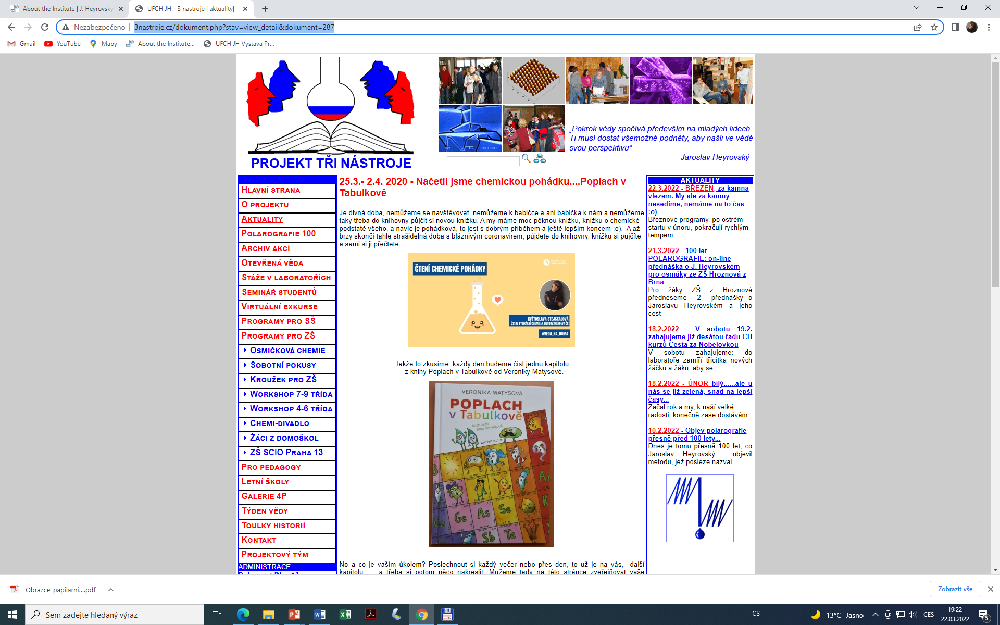 About the Institute | J. Heyrovsky
UFCH JH - 3 nastroje | aktuality|
Nezabezpečeno
3nastroje.cz/dokument.php?stav=view_detail&dokument=287
Gmail
YouTube
Mapy
About the Institute...
UFCH JH Vystava Pr...
PROJEKT TŘI NÁSTROJE
„Pokrok vědy spočívá především na mladých lidech.
Ti musí dostat všemožné podněty, aby našli ve vědě
svou perspektivu“
Jaroslav Heyrovský
Hlavní strana
O projektu
Aktuality
Polarografie 100
Archiv akcí
Otevřená věda
Stáže v laboratořích
Seminář studentů
Virtuální exkurse
Programy pro SŠ
Programy pro ZŠ
Osmičková chemie
Sobotní pokusy
Kroužek pro ZŠ
Workshop 7-9 třída
Workshop 4-6 třída
Chemi-divadlo
Žáci z domoškol
ZŠ SCIO Praha 13
Pro pedagogy
Letní školy
Galerie 4P
Týden vědy
Toulky historií
Kontakt
Projektový tým
ADMINISTRACE
25.3.- 2.4. 2020 - Načetli jsme chemickou pohádku....Poplach v
Tabulkově
Je divná doba, nemůžeme se navštěvovat, nemůžeme k babičce a ani babička k nám a nemůžeme
taky třeba do knihovny půjčit si novou knížku. A my máme moc pěknou knížku, knížku o chemické
podstatě všeho, a navíc je pohádková, to jest s dobrým příběhem a ještě lepším koncem :o). A až
brzy skončí tahle strašidelná doba s bláznivým coronavirem, půjdete do knihovny, knížku si půjčíte
a sami si ji přečtete.....
ČTENÍ CHEMICKÉ POHÁDKY
KVĚTOSLAVA STEJSKALOVÁ
ÚSTAV FYZIKÁLNÍ CHEMIE J. HEYROVSKÉHO AV ČR
#VEDA_NA_DOMA
Takže to zkusíme: každý den budeme číst jednu kapitolu
z knihy Poplach v Tabulkově od Veroniky Matysové.
VERONIKA MATYSOVÁ
POPLACH
v Tabulkově
Ilustrovala
Jitka Římánková
KNIŽNÍ KLUB
B
Ar
Ga Ge As Se K
Sb Te
No a co je vaším úkolem? Poslechnout si každý večer nebo přes den, to už je na vás, další
kapitolu...... a třeba si potom něco nakreslit. Můžeme tady na této stránce zveřejňovat vaše
AKTUALITY
22.3.2022 - BŘEZEN, za kamna
vlezem. My ale za kamny
nesedíme, nemáme na to čas
:o)
Březnové programy, po ostrém
startu v únoru, pokračují rychlým
tempem.
21.3.2022 - 100 let
POLAROGRAFIE: on-line
přednáška o J. Heyrovském
pro osmáky ze ZŠ Hroznová z
Brna
Pro žáky ZŠ z Hroznové
předneseme 2 přednášky o
Jaroslavu Heyrovském a jeho
cest
18.2.2022 - V sobotu 19.2.
zahajujeme již desátou řadu CH
kurzů Cesta za Nobelovkou
V sobotu zahajujeme: do
laboratoře zamíří třicítka nových
žáčků a žáků, aby se
18.2.2022 - ÚNOR bílý......ale u
nás se již zelená, snad na lepší
časy...
Začal rok a my, k naší velké
radosti, konečně zase dostávám
10.2.2022 - Objev polarografie
přesně před 100 lety...
Dnes je tomu přesně 100 let, co
Jaroslav Heyrovský objevil
metodu, jež posléze nazval
Obrazce_papilarni....pdf
Zobrazit vše
Sem zadejte hledaný výraz
CS
13°C Jasno
CES
19:22
22.03.2022
5